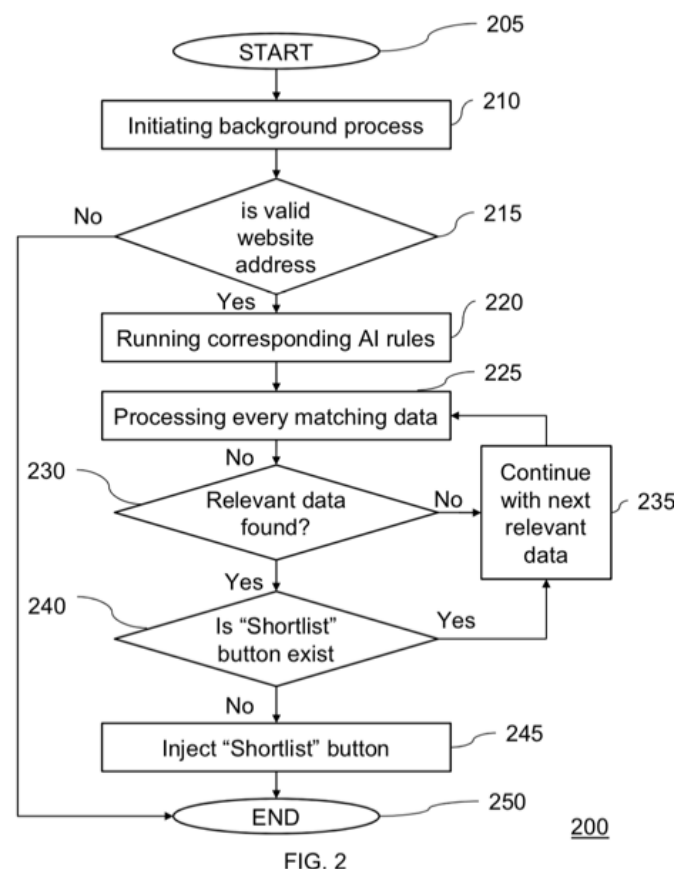 START
205
Initiating background process
210
No
is valid
website
address
215
Yes
Running corresponding AI rules
220
225
Processing every matching data
No
230
Relevant data
found?
No
Continue
with next
relevant
data
235
Yes
240
Is “Shortlist”
button exist
Yes
No
Inject “Shortlist” button
245
END
250
200
FIG. 2